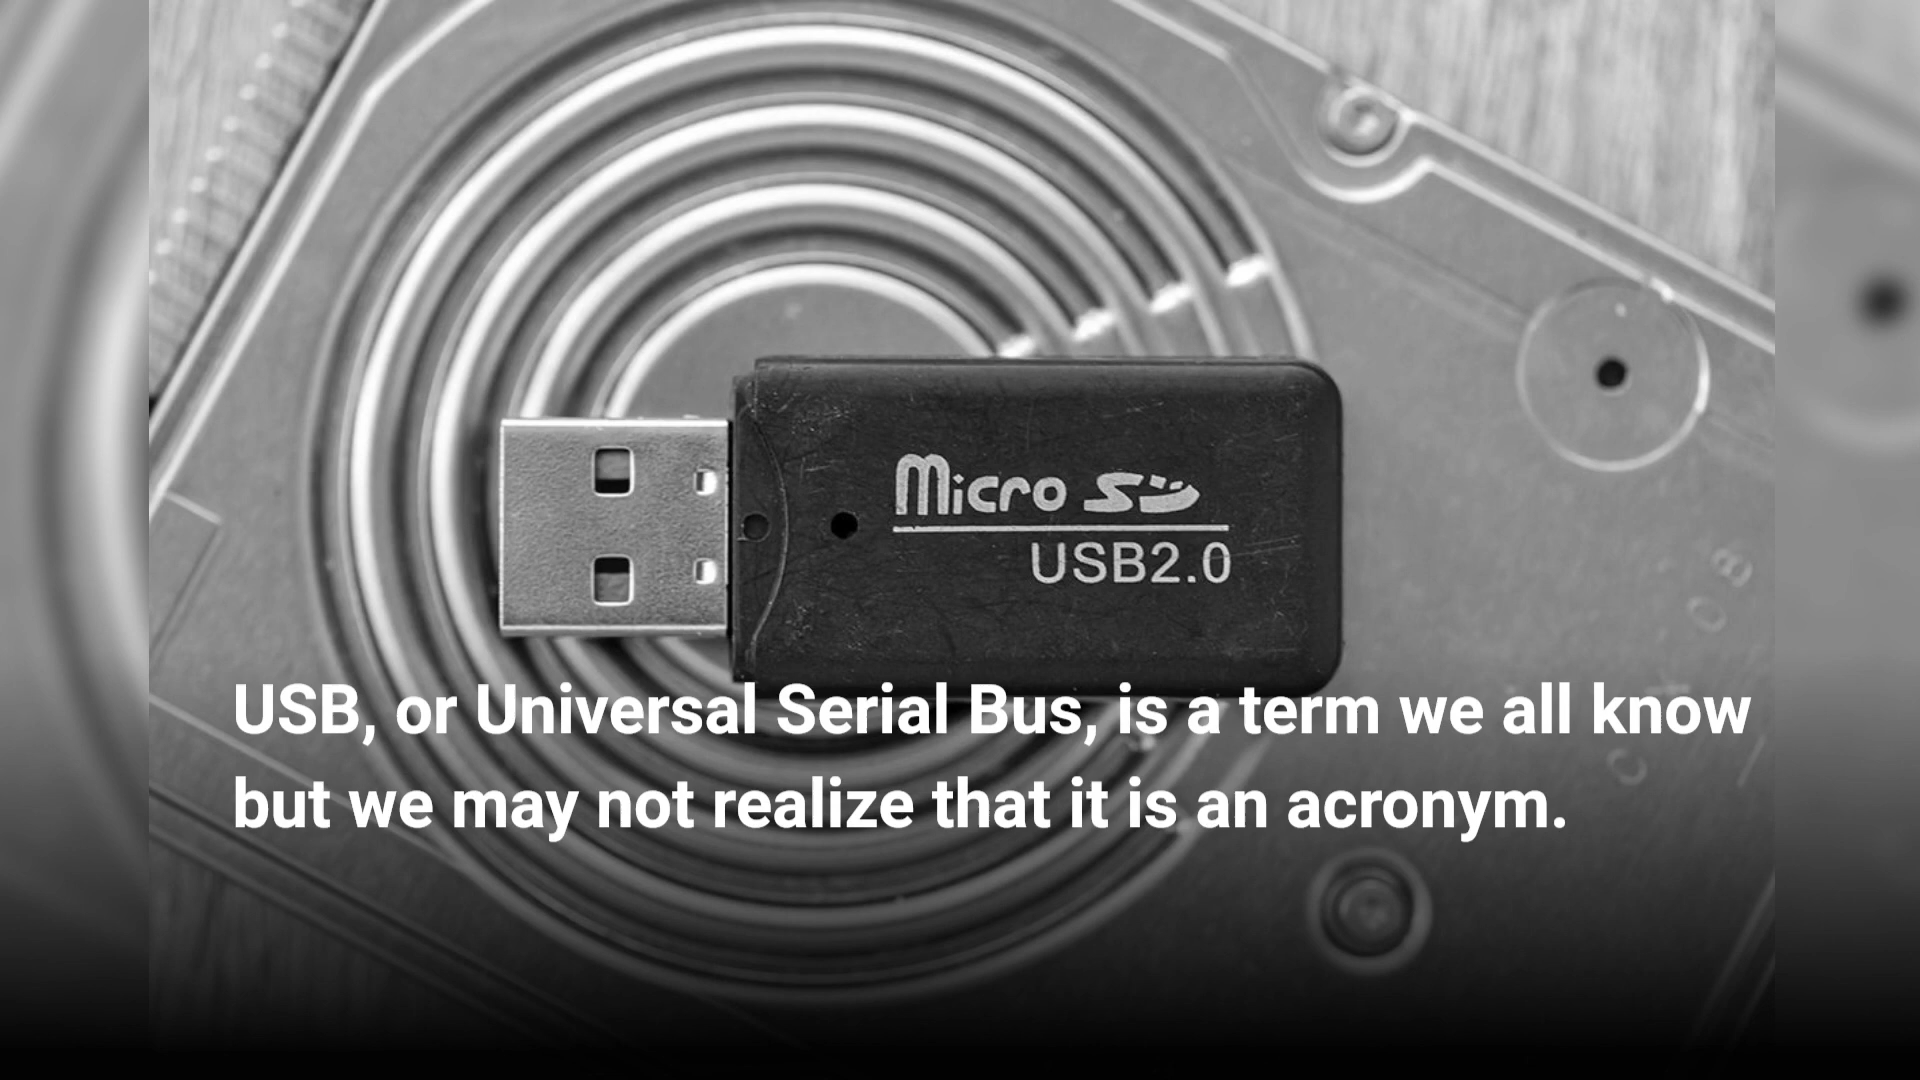 Micro SD
USB2.0
USB, or Universal Serial Bus, is a term we all know
but we may not realize that it is an acronym.